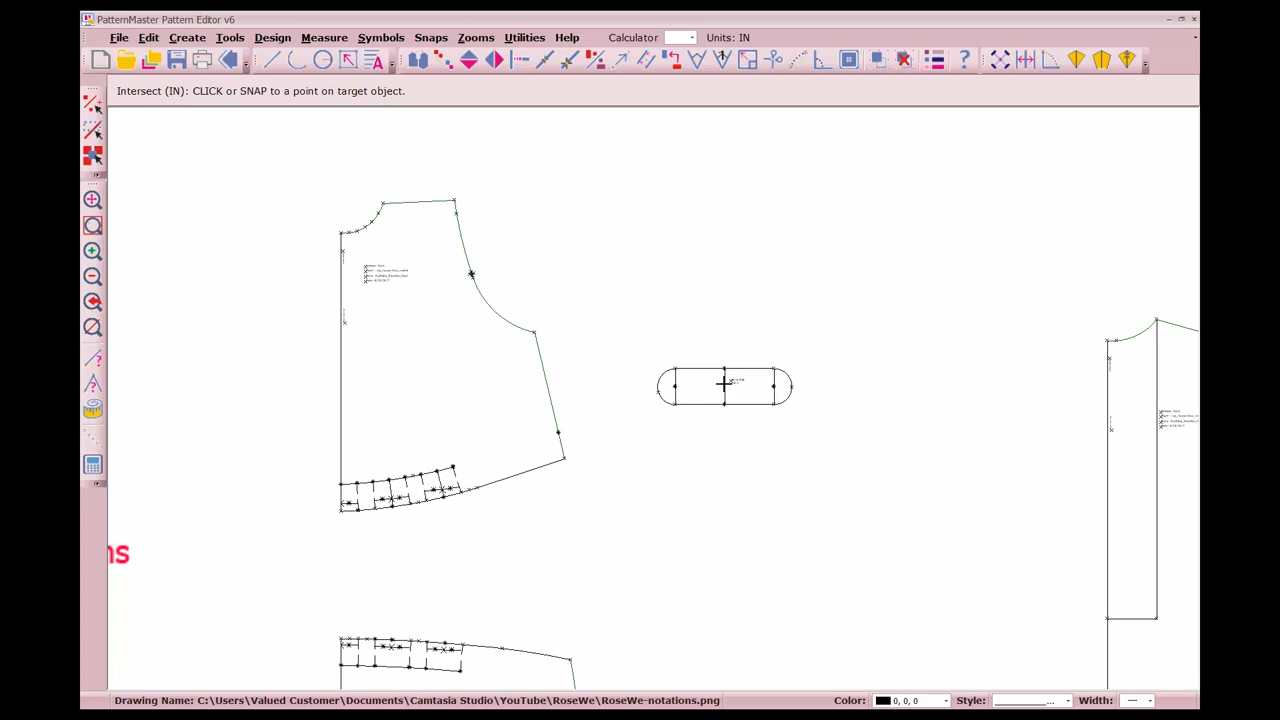 PatternMaster Pattern Editor v6
File Edit Create Tools Design Measure Symbols Snaps Zooms Utilities Help Calculator Units: IN
Intersect (IN): CLICK or SNAP to a point on target object.
ns
Drawing Name: C:\Users\Valued Customer\Documents\Camtasia Studio\YouTube\RoseWe\RoseWe-notations.png Color: 0, 0, 0 Style: ... Width: